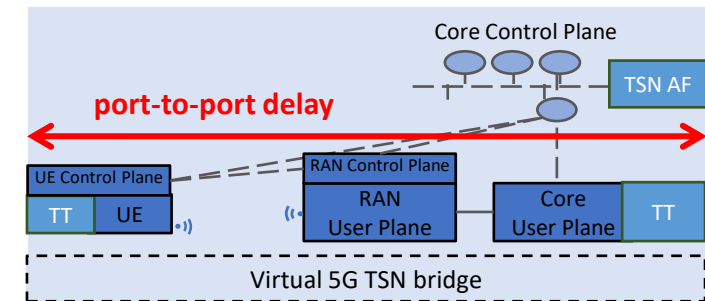 Core Control Plane
TSN AF
port-to-port delay
UE Control Plane
RAN Control Plane
TT
UE
RAN
User Plane
Core
User Plane
TT
Virtual 5G TSN bridge